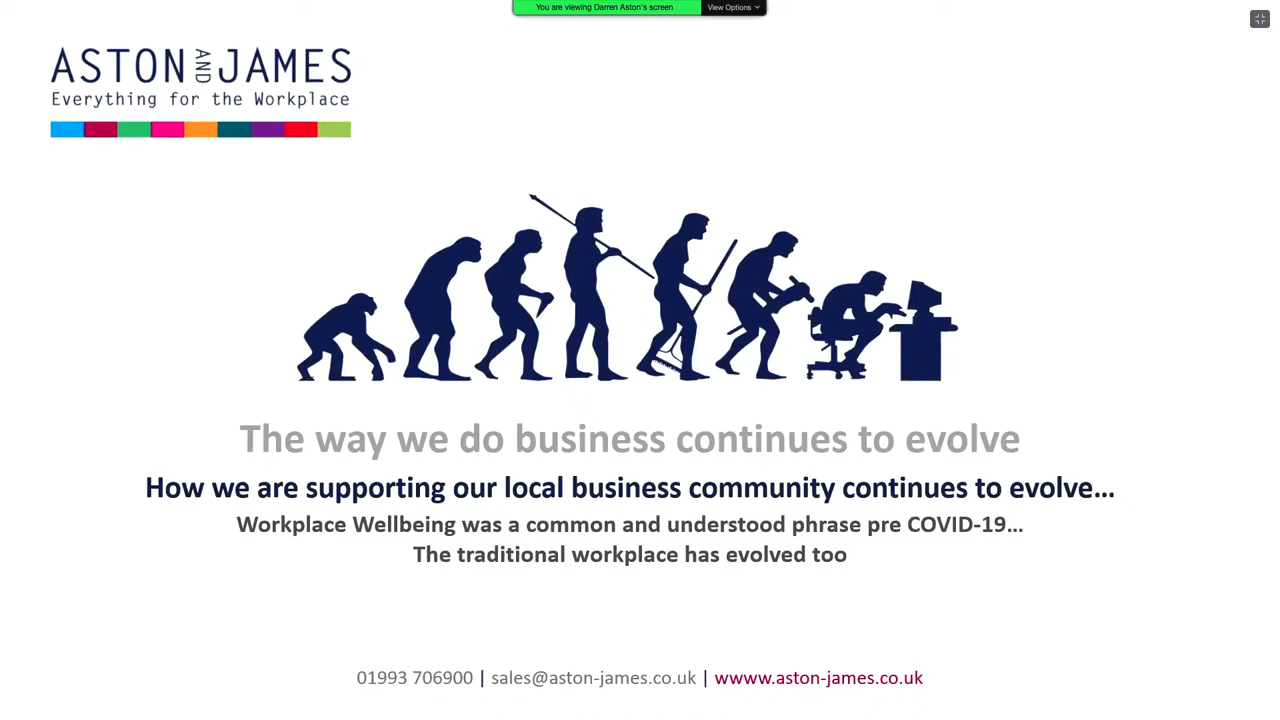 You are viewing Darren Aston's screen
View Options
ASTON AND JAMES
Everything for the Workplace
The way we do business continues to evolve
How we are supporting our local business community continues to evolve...
Workplace Wellbeing was a common and understood phrase pre COVID-19...
The traditional workplace has evolved too
01993 706900 | sales@aston-james.co.uk | wwww.aston-james.co.uk